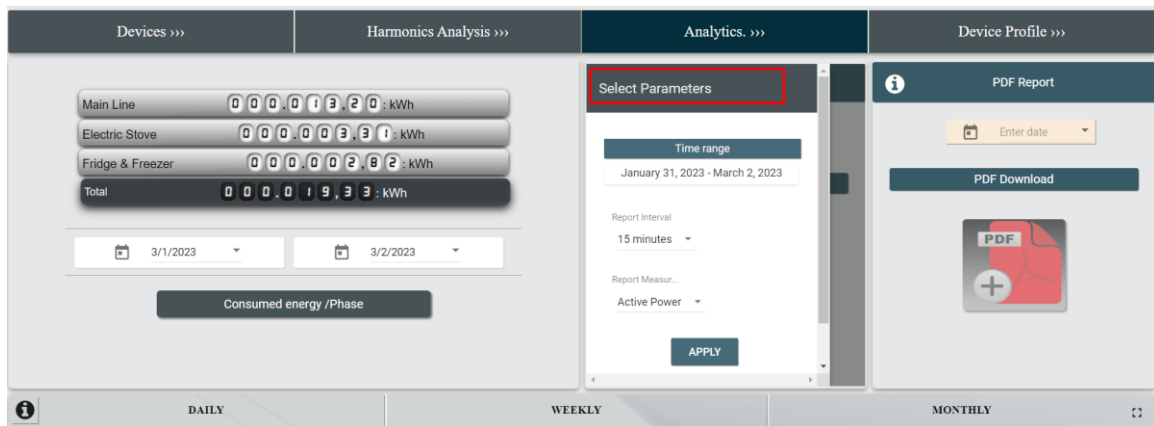 Devices ›››
Harmonics Analysis ›››
Analytics. ›››
Device Profile ›››
Main Line 000.013,20: kWh
Electric Stove 000.003,31: kWh
Fridge & Freezer 000.002,82: kWh
Total 000.019,33: kWh
3/1/2023 3/2/2023
Consumed energy /Phase
Select Parameters
Time range
January 31, 2023 - March 2, 2023
Report Interval
15 minutes
Report Measur...
Active Power
APPLY
PDF Report
Enter date
PDF Download
PDF
DAILY WEEKLY MONTHLY